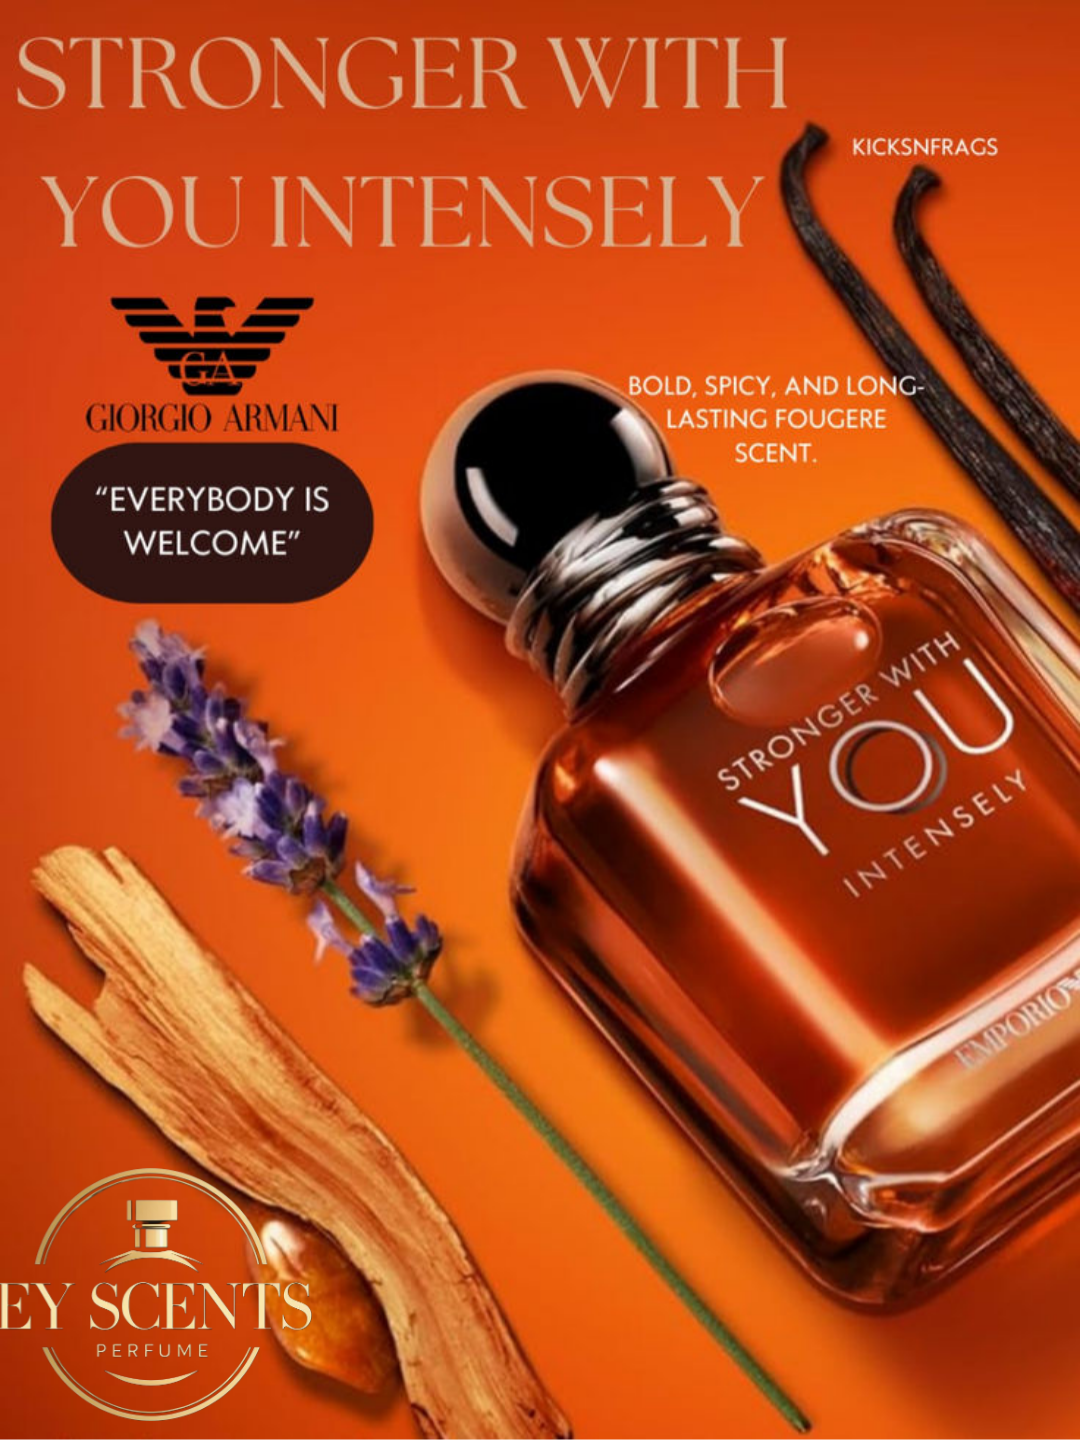 STRONGER WITH
YOU INTENSELY
KICKSNFRAGS
GA
GIORGIO ARMANI
“EVERYBODY IS
WELCOME”
BOLD, SPICY, AND LONG-
LASTING FOUGERE
SCENT.
STRONGER WITH
YOU
INTENSELY
EMPORIO
EY SCENTS
PERFUME